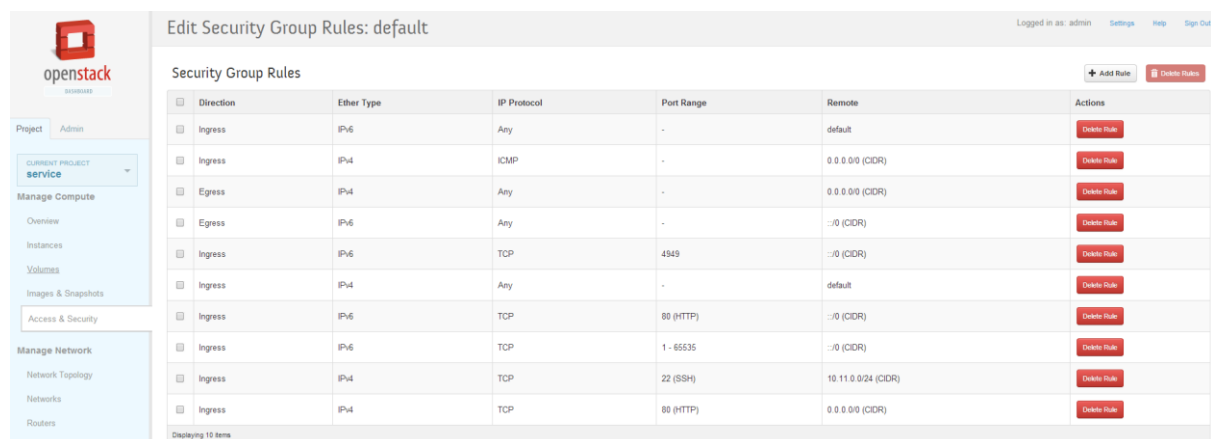 openstack
DASHBOARD
Project Admin
CURRENT PROJECT
service
Manage Compute
Overview
Instances
Volumes
Images & Snapshots
Access & Security
Manage Network
Network Topology
Networks
Routers
Edit Security Group Rules: default
Logged in as: admin Settings Help Sign Out
Security Group Rules
+ Add Rule Delete Rules
Direction Ether Type IP Protocol Port Range Remote Actions
Ingress IPv6 Any - default Delete Rule
Ingress IPv4 ICMP - 0.0.0.0/0 (CIDR) Delete Rule
Egress IPv4 Any - 0.0.0.0/0 (CIDR) Delete Rule
Egress IPv6 Any - ::/0 (CIDR) Delete Rule
Ingress IPv6 TCP 4949 ::/0 (CIDR) Delete Rule
Ingress IPv4 Any - default Delete Rule
Ingress IPv6 TCP 80 (HTTP) ::/0 (CIDR) Delete Rule
Ingress IPv6 TCP 1 - 65535 ::/0 (CIDR) Delete Rule
Ingress IPv4 TCP 22 (SSH) 10.11.0.0/24 (CIDR) Delete Rule
Ingress IPv4 TCP 80 (HTTP) 0.0.0.0/0 (CIDR) Delete Rule
Displaying 10 items